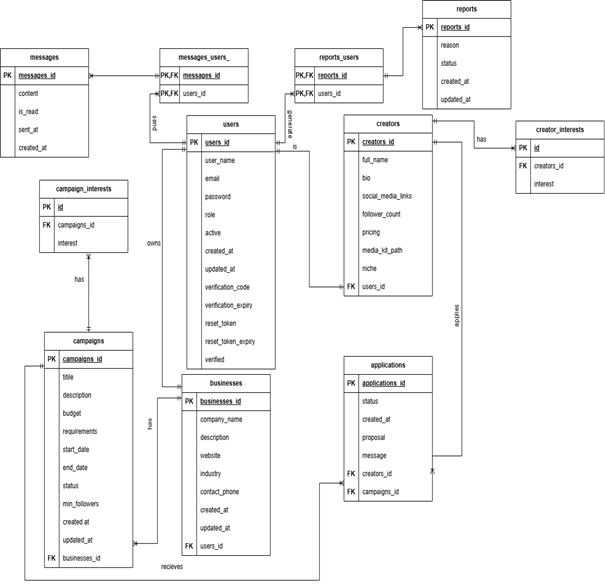 reports
PK reports_id
reason
status
created_at
updated_at
messages
PK messages_id
content
is_read
sent_at
created_at
messages_users_
PK,FK messages_id
PK,FK users_id
reports_users
PK,FK reports_id
PK,FK users_id
send
generate
users
PK users_id
user_name
email
password
role
active
created_at
updated_at
verification_code
verification_expiry
reset_token
reset_token_expiry
verified
is
creators
PK creators_id
full_name
bio
social_media_links
follower_count
pricing
media_kit_path
niche
FK users_id
has
creator_interests
PK id
FK creators_id
interest
campaign_interests
PK id
FK campaigns_id
interest
owns
has
applies
campaigns
PK campaigns_id
titile
description
budget
requirements
start_date
end_date
status
min_followers
created at
updated_at
FK businesses_id
has
businesses
PK businesses_id
company_name
description
website
industry
contact_phone
created_at
updated_at
FK users_id
applications
PK applications_id
status
created_at
proposal
message
FK creators_id
FK campaigns_id
recieves